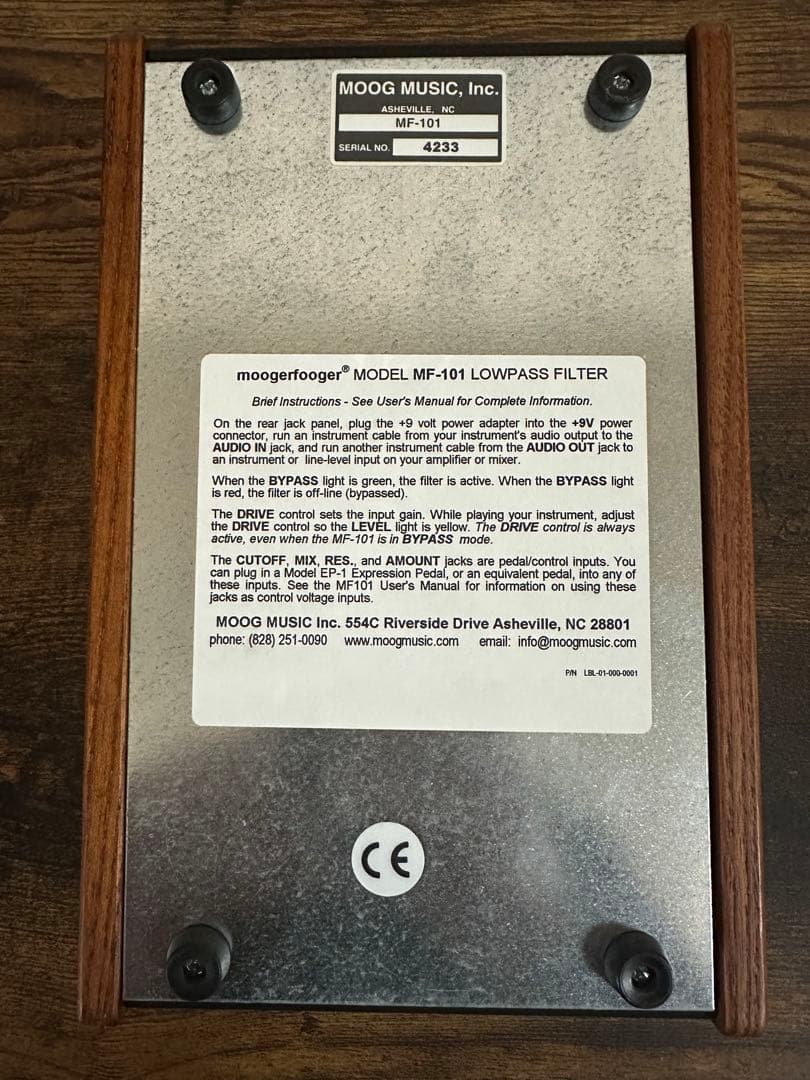 MOOG MUSIC, Inc.
ASHEVILLE, NC
MF-101
SERIAL NO. 4233
moogerfooger® MODEL MF-101 LOWPASS FILTER
Brief Instructions - See User's Manual for Complete Information.
On the rear jack panel, plug the +9 volt power adapter into the +9V power
connector, run an instrument cable from your instrument's audio output to the
AUDIO IN jack, and run another instrument cable from the AUDIO OUT jack to
an instrument or line-level input on your amplifier or mixer.
When the BYPASS light is green, the filter is active. When the BYPASS light
is red, the filter is off-line (bypassed).
The DRIVE control sets the input gain. While playing your instrument, adjust
the DRIVE control so the LEVEL light is yellow. The DRIVE control is always
active, even when the MF-101 is in BYPASS mode.
The CUTOFF, MIX, RES., and AMOUNT jacks are pedal/control inputs. You
can plug in a Model EP-1 Expression Pedal, or an equivalent pedal, into any of
these inputs. See the MF101 User's Manual for information on using these
jacks as control voltage inputs.
MOOG MUSIC Inc. 554C Riverside Drive Asheville, NC 28801
phone: (828) 251-0090 www.moogmusic.com email: info@moogmusic.com
P/N LBL-01-000-0001
CE